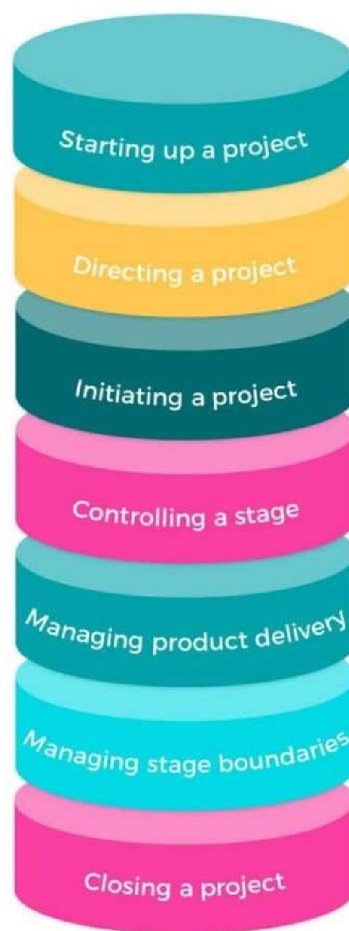 Starting up a project
Directing a project
Initiating a project
Controlling a stage
Managing product delivery
Managing stage boundaries
Closing a project